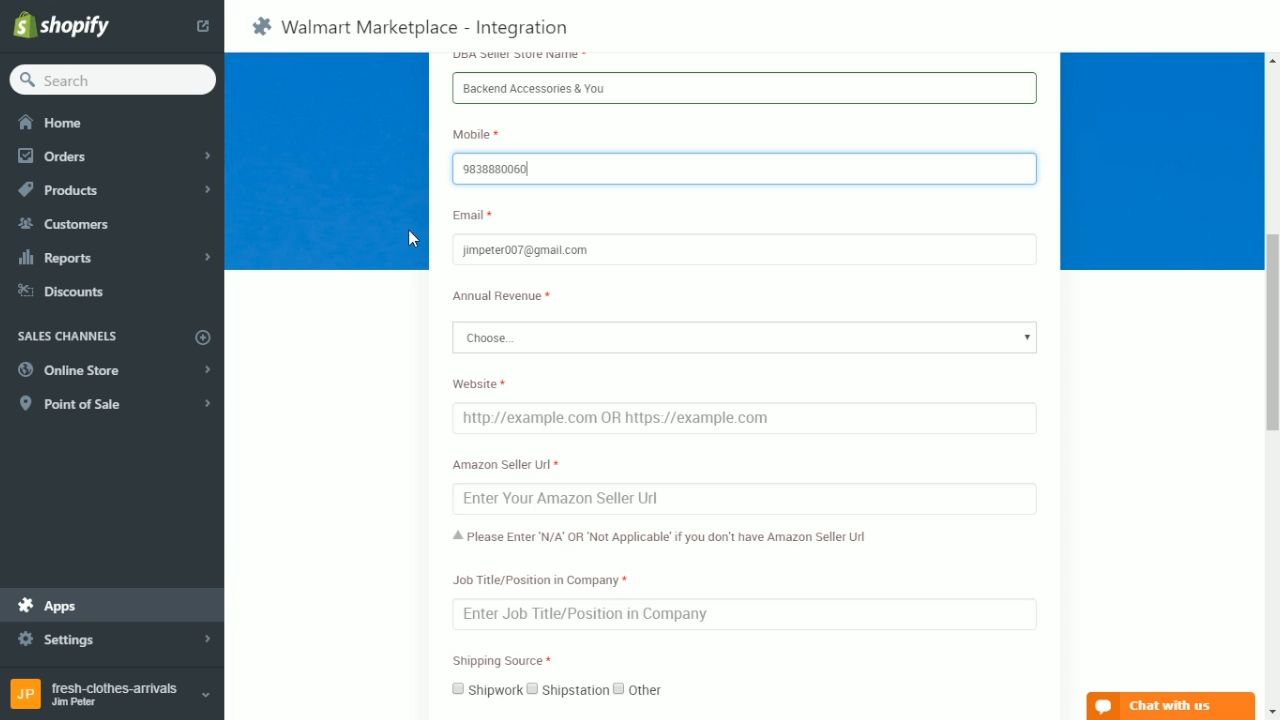 shopify
Walmart Marketplace - Integration
Search
Home
Orders
Products
Customers
Reports
Discounts
SALES CHANNELS
Online Store
Point of Sale
Apps
Settings
JP
fresh-clothes-arrivals
Jim Peter
DBA Seller Store Name *
Backend Accessories & You
Mobile *
9838880060
Email *
jimpeter007@gmail.com
Annual Revenue *
Choose...
Website *
http://example.com OR https://example.com
Amazon Seller Url *
Enter Your Amazon Seller Url
Please Enter 'N/A' OR 'Not Applicable' if you don't have Amazon Seller Url
Job Title/Position in Company *
Enter Job Title/Position in Company
Shipping Source *
Shipwork Shipstation Other
Chat with us